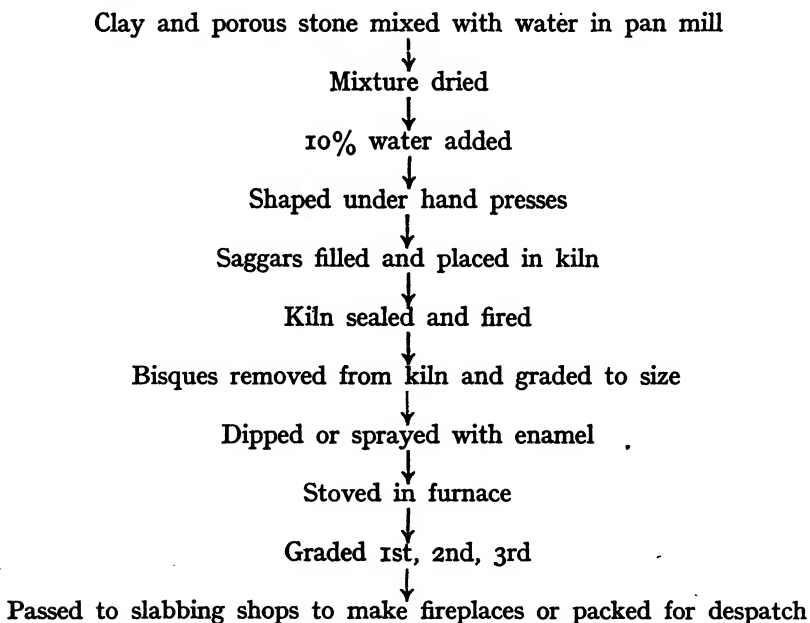 Clay and porous stone mixed with water in pan mill
Mixture dried
10% water added
Shaped under hand presses
Saggars filled and placed in kiln
Kiln sealed and fired
Bisques removed from kiln and graded to size
Dipped or sprayed with enamel
Stoved in furnace
Graded 1st, 2nd, 3rd
Passed to slabbing shops to make fireplaces or packed for despatch